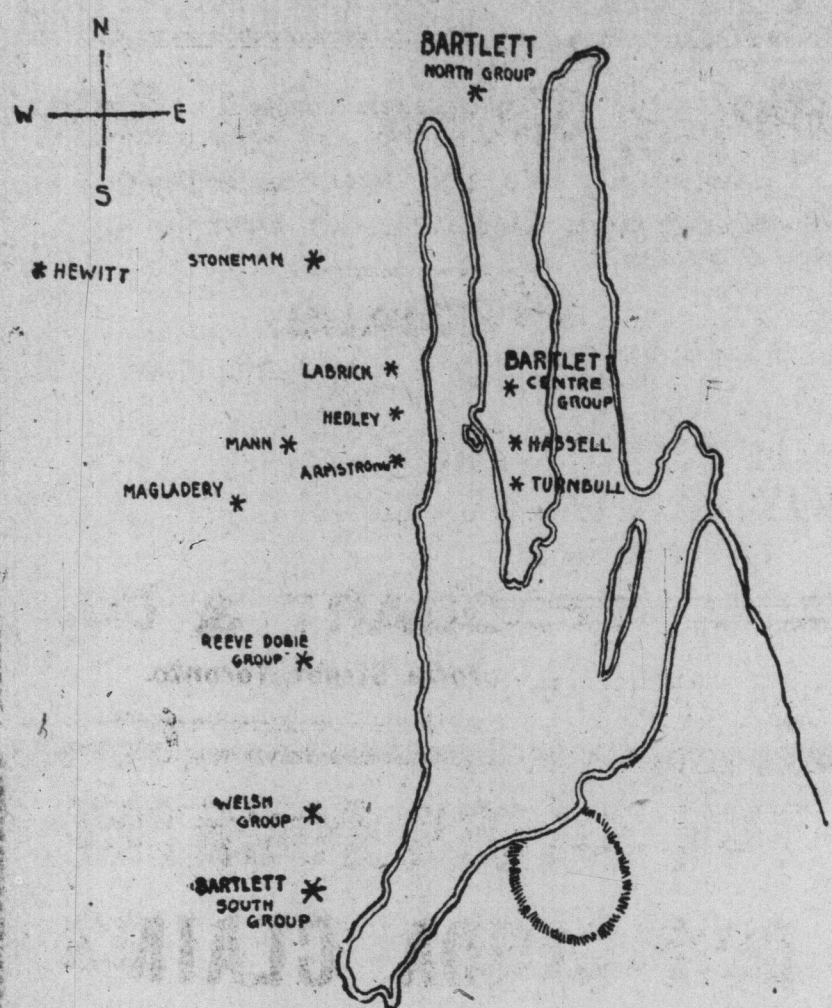 N
W E
S
BARTLETT
NORTH GROUP
HEWITT
STONEMAN
LABRICK
BARTLETT
CENTRE
GROUP
HEDLEY
MANN
HASSELL
ARMSTRONG
TURNBULL
MAGLADERY
REEVE DOBIE
GROUP
WELSH
GROUP
BARTLETT
SOUTH
GROUP